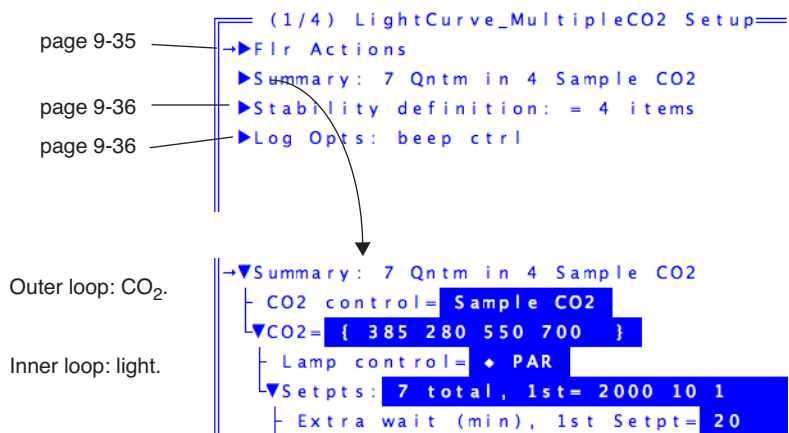 (1/4) LightCurve_MultipleCO2 Setup
page 9-35
→▶Flr Actions
▶Summary: 7 Qntm in 4 Sample CO2
page 9-36
▶Stability definition: = 4 items
page 9-36
▶Log Opts: beep ctrl
→▼Summary: 7 Qntm in 4 Sample CO2
Outer loop: CO₂.
CO2 control= Sample CO2
▼CO2= { 385 280 550 700 }
Inner loop: light.
Lamp control= ◆ PAR
▼Setpts: 7 total, 1st= 2000 10 1
Extra wait (min), 1st Setpt= 20